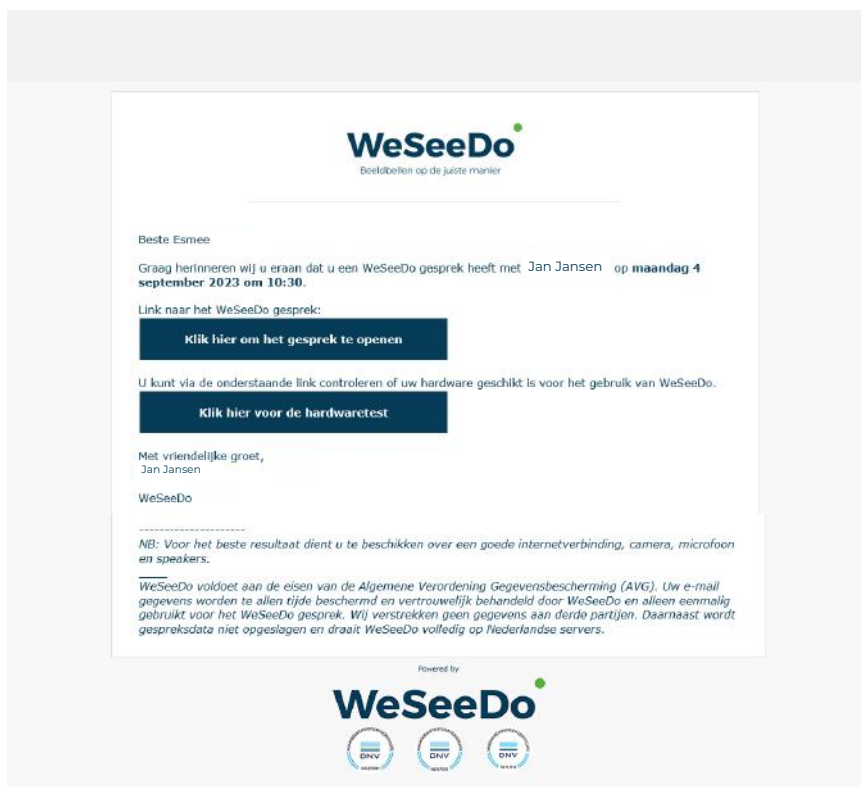 WeSeeDo
Beeldbellen op de juiste manier
Beste Esmee
Graag herinneren wij u eraan dat u een WeSeeDo gesprek heeft met Jan Jansen op maandag 4
september 2023 om 10:30.
Link naar het WeSeeDo gesprek:
Klik hier om het gesprek te openen
U kunt via de onderstaande link controleren of uw hardware geschikt is voor het gebruik van WeSeeDo.
Klik hier voor de hardwaretest
Met vriendelijke groet,
Jan Jansen
WeSeeDo
---------------------
NB: Voor het beste resultaat dient u te beschikken over een goede internetverbinding, camera, microfoon
en speakers.
WeSeeDo voldoet aan de eisen van de Algemene Verordening Gegevensbescherming (AVG). Uw e-mail
gegevens worden te allen tijde beschermd en vertrouwelijk behandeld door WeSeeDo en alleen eenmalig
gebruikt voor het WeSeeDo gesprek. Wij verstrekken geen gegevens aan derde partijen. Daarnaast wordt
gespreksdata niet opgeslagen en draait WeSeeDo volledig op Nederlandse servers.
Powered by
WeSeeDo
DNV DNV DNV